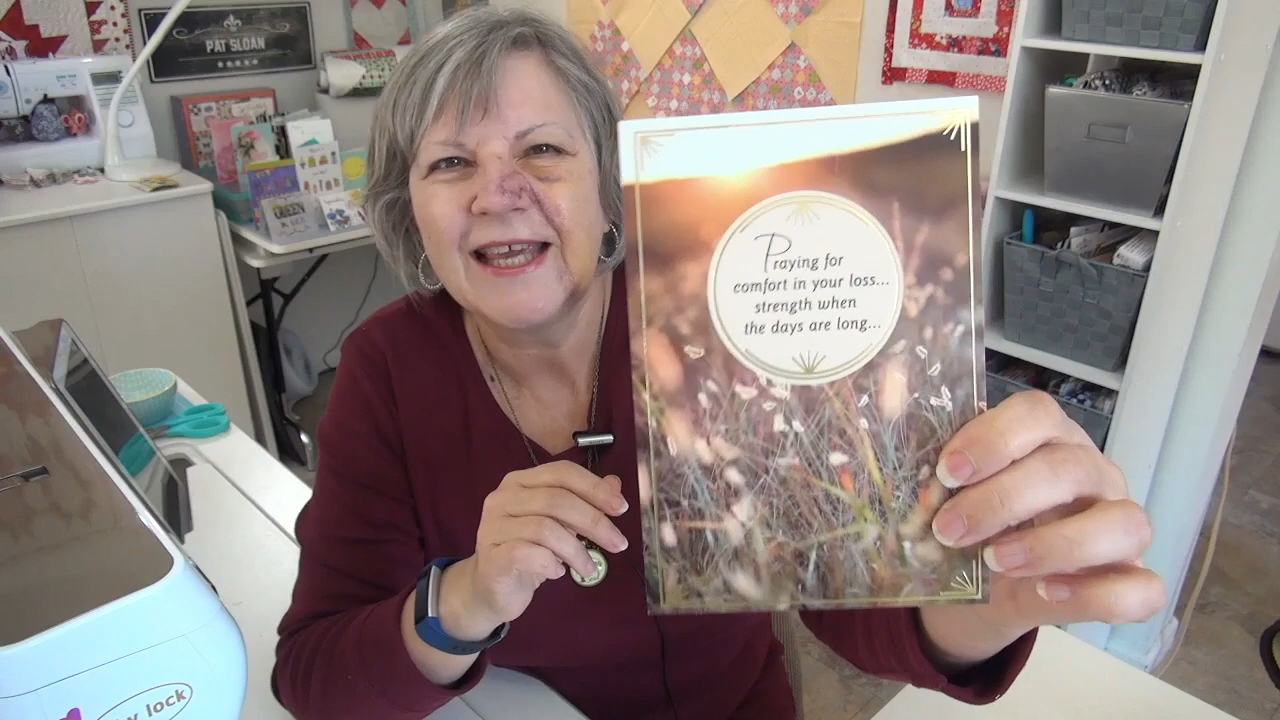 PAT SLOAN
Praying for
comfort in your loss...
strength when
the days are long...
lock